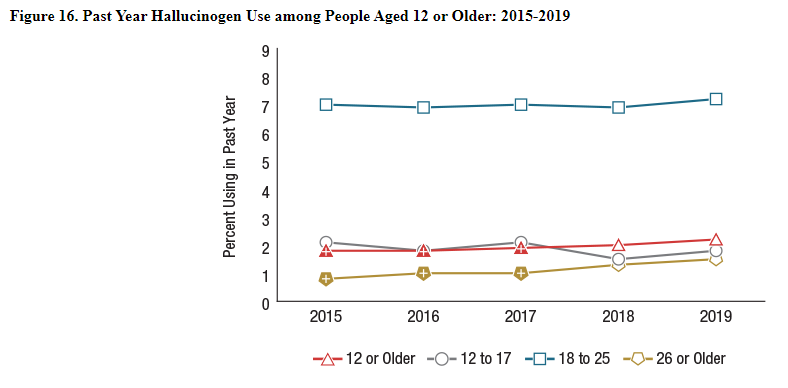 Figure 16. Past Year Hallucinogen Use among People Aged 12 or Older: 2015-2019
Percent Using in Past Year
9
8
7
6
5
4
3
2
1
0
2015 2016 2017 2018 2019
12 or Older 12 to 17 18 to 25 26 or Older